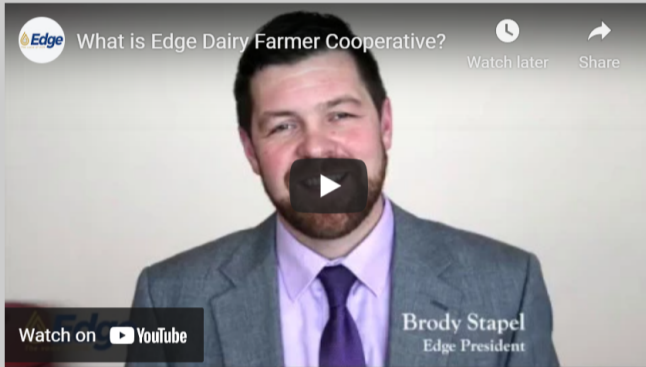 Edge
What is Edge Dairy Farmer Cooperative?
Watch later
Share
Brody Stapel
Edge President
Watch on YouTube